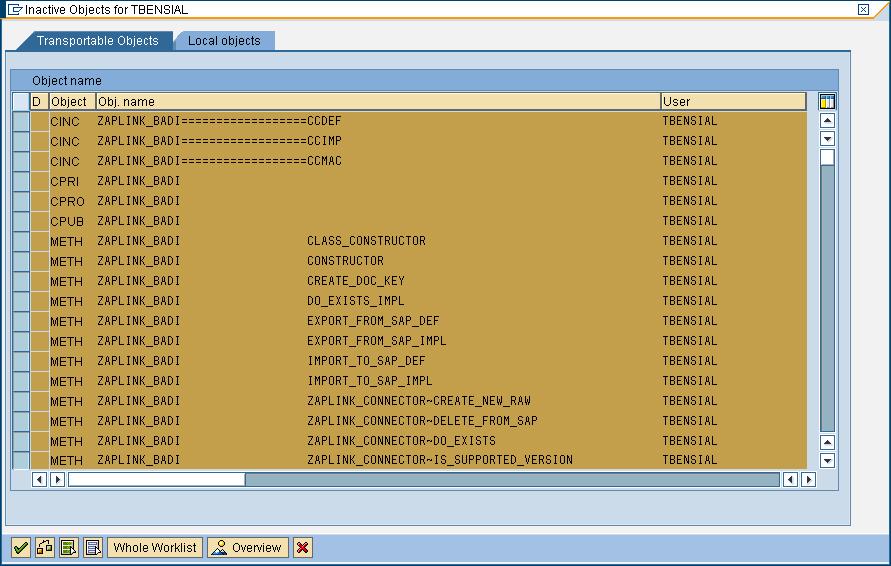 Inactive Objects for TBENSIAL
Transportable Objects Local objects
Object name
D Object Obj. name User
CINC ZAPLINK_BADI==================CCDEF TBENSIAL
CINC ZAPLINK_BADI==================CCIMP TBENSIAL
CINC ZAPLINK_BADI==================CCMAC TBENSIAL
CPRI ZAPLINK_BADI TBENSIAL
CPRO ZAPLINK_BADI TBENSIAL
CPUB ZAPLINK_BADI TBENSIAL
METH ZAPLINK_BADI CLASS_CONSTRUCTOR TBENSIAL
METH ZAPLINK_BADI CONSTRUCTOR TBENSIAL
METH ZAPLINK_BADI CREATE_DOC_KEY TBENSIAL
METH ZAPLINK_BADI DO_EXISTS_IMPL TBENSIAL
METH ZAPLINK_BADI EXPORT_FROM_SAP_DEF TBENSIAL
METH ZAPLINK_BADI EXPORT_FROM_SAP_IMPL TBENSIAL
METH ZAPLINK_BADI IMPORT_TO_SAP_DEF TBENSIAL
METH ZAPLINK_BADI IMPORT_TO_SAP_IMPL TBENSIAL
METH ZAPLINK_BADI ZAPLINK_CONNECTOR~CREATE_NEW_RAW TBENSIAL
METH ZAPLINK_BADI ZAPLINK_CONNECTOR~DELETE_FROM_SAP TBENSIAL
METH ZAPLINK_BADI ZAPLINK_CONNECTOR~DO_EXISTS TBENSIAL
METH ZAPLINK_BADI ZAPLINK_CONNECTOR~IS_SUPPORTED_VERSION TBENSIAL
Whole Worklist Overview